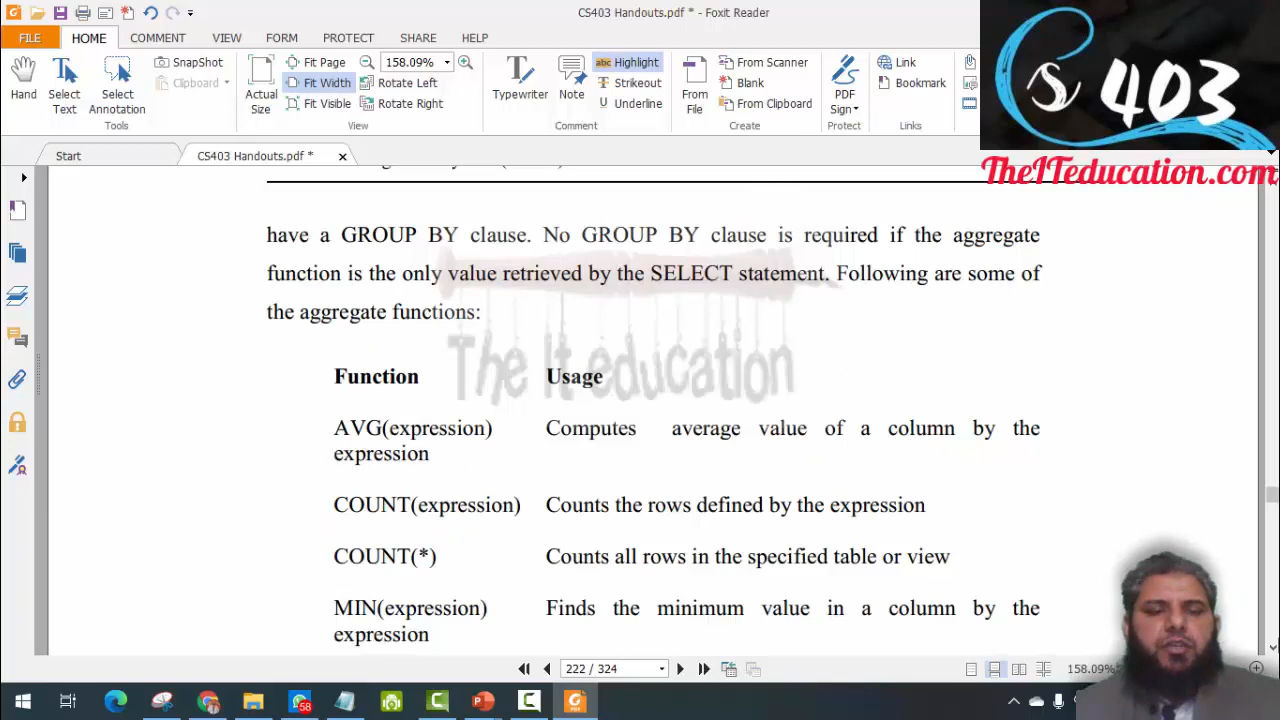 CS403 Handouts.pdf * - Foxit Reader
FILE HOME COMMENT VIEW FORM PROTECT SHARE HELP
Hand
Select Text
Select Annotation
SnapShot
Clipboard
Tools
Actual Size
Fit Page
Fit Width
Fit Visible
158.09%
Rotate Left
Rotate Right
View
Typewriter
Note
abc Highlight
Strikeout
U Underline
Comment
From File
From Scanner
Blank
From Clipboard
Create
PDF Sign
Protect
Link
Bookmark
Links
CS 403
TheITeducation.com
Start
CS403 Handouts.pdf *
have a GROUP BY clause. No GROUP BY clause is required if the aggregate
function is the only value retrieved by the SELECT statement. Following are some of
the aggregate functions:
The It education
Function Usage
AVG(expression) Computes average value of a column by the
expression
COUNT(expression) Counts the rows defined by the expression
COUNT(*) Counts all rows in the specified table or view
MIN(expression) Finds the minimum value in a column by the
expression
222 / 324
158.09%
58